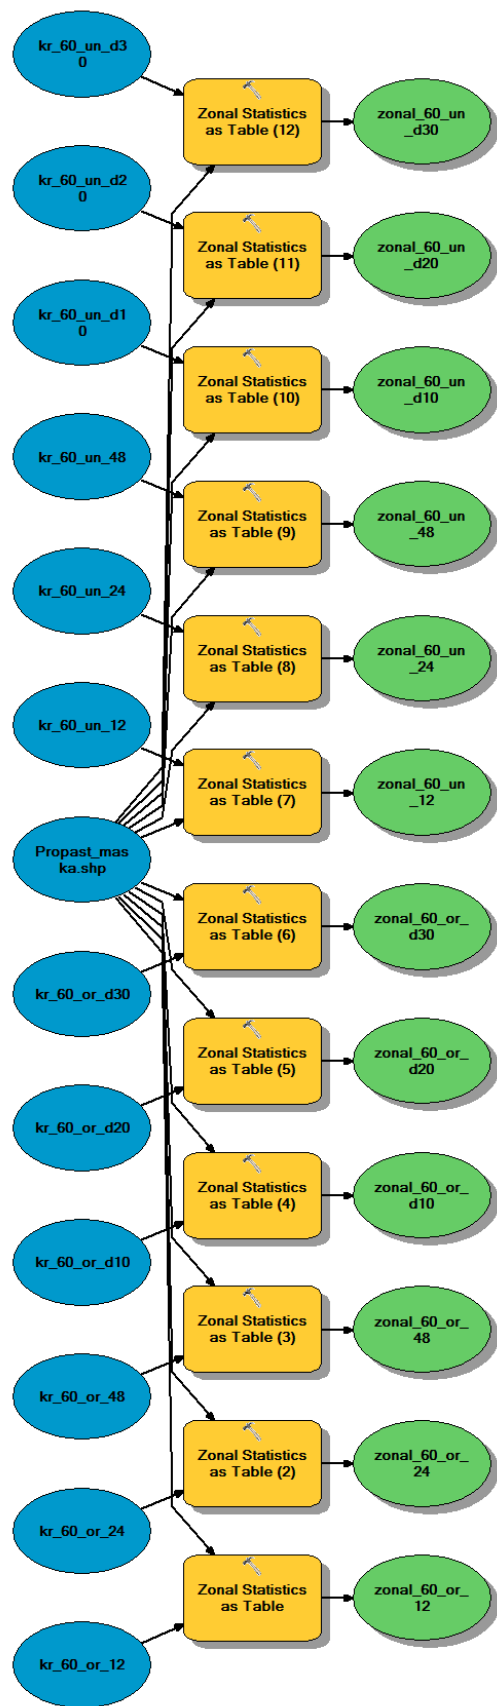 kr_60_un_d3
0
Zonal Statistics
as Table (12)
zonal_60_un
_d30
kr_60_un_d2
0
Zonal Statistics
as Table (11)
zonal_60_un
_d20
kr_60_un_d1
0
Zonal Statistics
as Table (10)
zonal_60_un
_d10
kr_60_un_48
Zonal Statistics
as Table (9)
zonal_60_un
_48
kr_60_un_24
Zonal Statistics
as Table (8)
zonal_60_un
_24
kr_60_un_12
Zonal Statistics
as Table (7)
zonal_60_un
_12
Propast_mas
ka.shp
Zonal Statistics
as Table (6)
zonal_60_or_
d30
kr_60_or_d30
Zonal Statistics
as Table (5)
zonal_60_or_
d20
kr_60_or_d20
Zonal Statistics
as Table (4)
zonal_60_or_
d10
kr_60_or_d10
Zonal Statistics
as Table (3)
zonal_60_or_
48
kr_60_or_48
Zonal Statistics
as Table (2)
zonal_60_or_
24
kr_60_or_24
Zonal Statistics
as Table
zonal_60_or_
12
kr_60_or_12